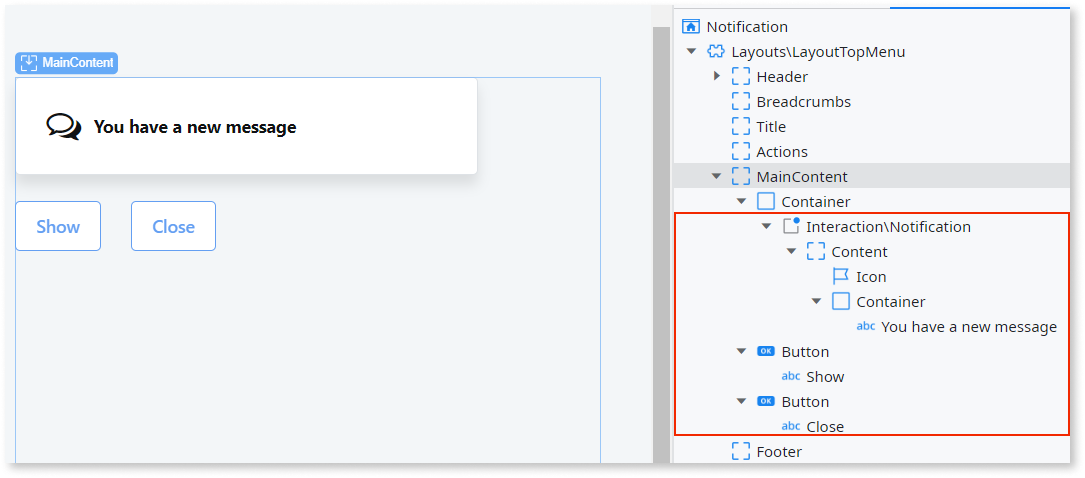 MainContent
You have a new message
Show
Close
Notification
Layouts\LayoutTopMenu
Header
Breadcrumbs
Title
Actions
MainContent
Container
Interaction\Notification
Content
Icon
Container
abc You have a new message
OK Button
abc Show
OK Button
abc Close
Footer